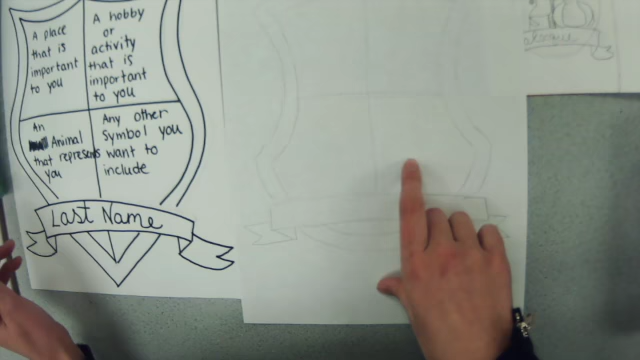 A place
that is
important
to you
A hobby
or
activity
that is
important
to you
An
Animal
that represents
you
Any other
symbol you
want to
include
Last Name